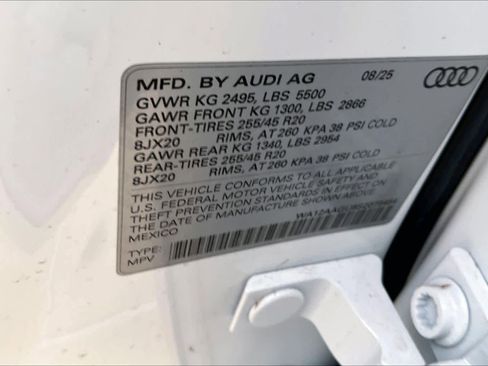 MFD. BY AUDI AG 08/25
GVWR KG 2495, LBS 5500
GAWR FRONT KG 1300, LBS 2866
FRONT-TIRES 255/45 R20
8JX20 RIMS, AT 260 KPA 38 PSI COLD
GAWR REAR KG 1340, LBS 2954
REAR-TIRES 255/45 R20
8JX20 RIMS, AT 260 KPA 38 PSI COLD
THIS VEHICLE CONFORMS TO ALL APPLICABLE
U.S. FEDERAL MOTOR VEHICLE SAFETY AND
THEFT PREVENTION STANDARDS IN EFFECT ON
THE DATE OF MANUFACTURE SHOWN ABOVE
MEXICO
TYPE:
MPV